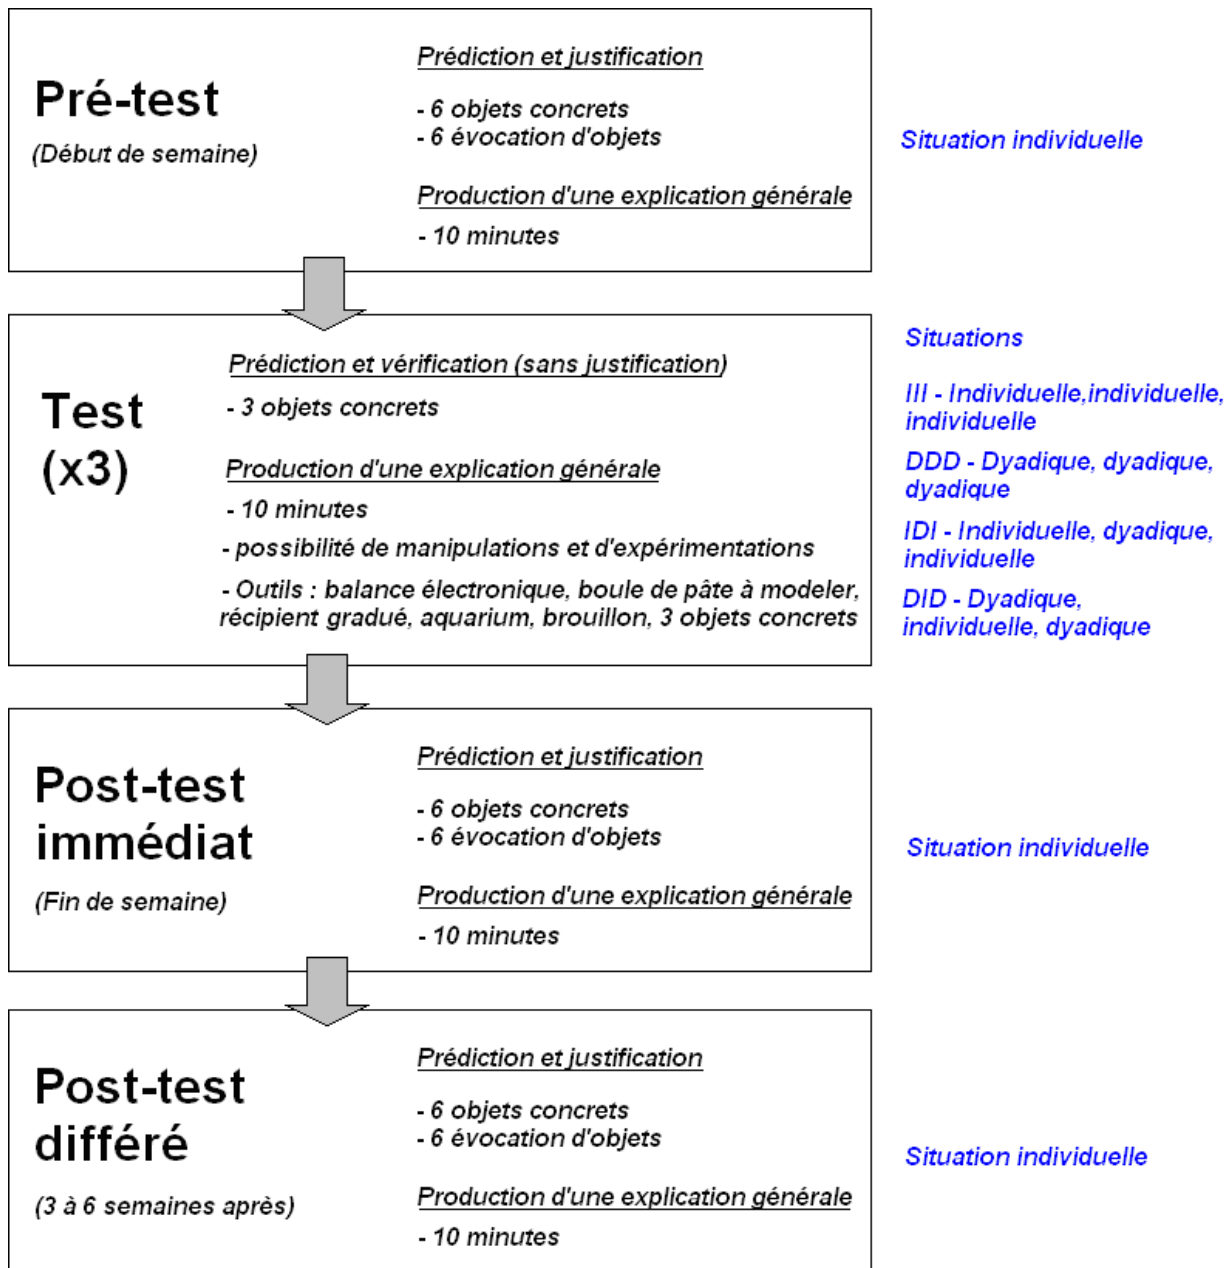 Pré-test
(Début de semaine)
Prédiction et justification
- 6 objets concrets
- 6 évocation d'objets
Production d'une explication générale
- 10 minutes
Situation individuelle
Test
(x3)
Prédiction et vérification (sans justification)
- 3 objets concrets
Production d'une explication générale
- 10 minutes
- possibilité de manipulations et d'expérimentations
- Outils : balance électronique, boule de pâte à modeler,
récipient gradué, aquarium, brouillon, 3 objets concrets
Situations
III - Individuelle,individuelle,
individuelle
DDD - Dyadique, dyadique,
dyadique
IDI - Individuelle, dyadique,
individuelle
DID - Dyadique,
individuelle, dyadique
Post-test
immédiat
(Fin de semaine)
Prédiction et justification
- 6 objets concrets
- 6 évocation d'objets
Production d'une explication générale
- 10 minutes
Situation individuelle
Post-test
différé
(3 à 6 semaines après)
Prédiction et justification
- 6 objets concrets
- 6 évocation d'objets
Production d'une explication générale
- 10 minutes
Situation individuelle